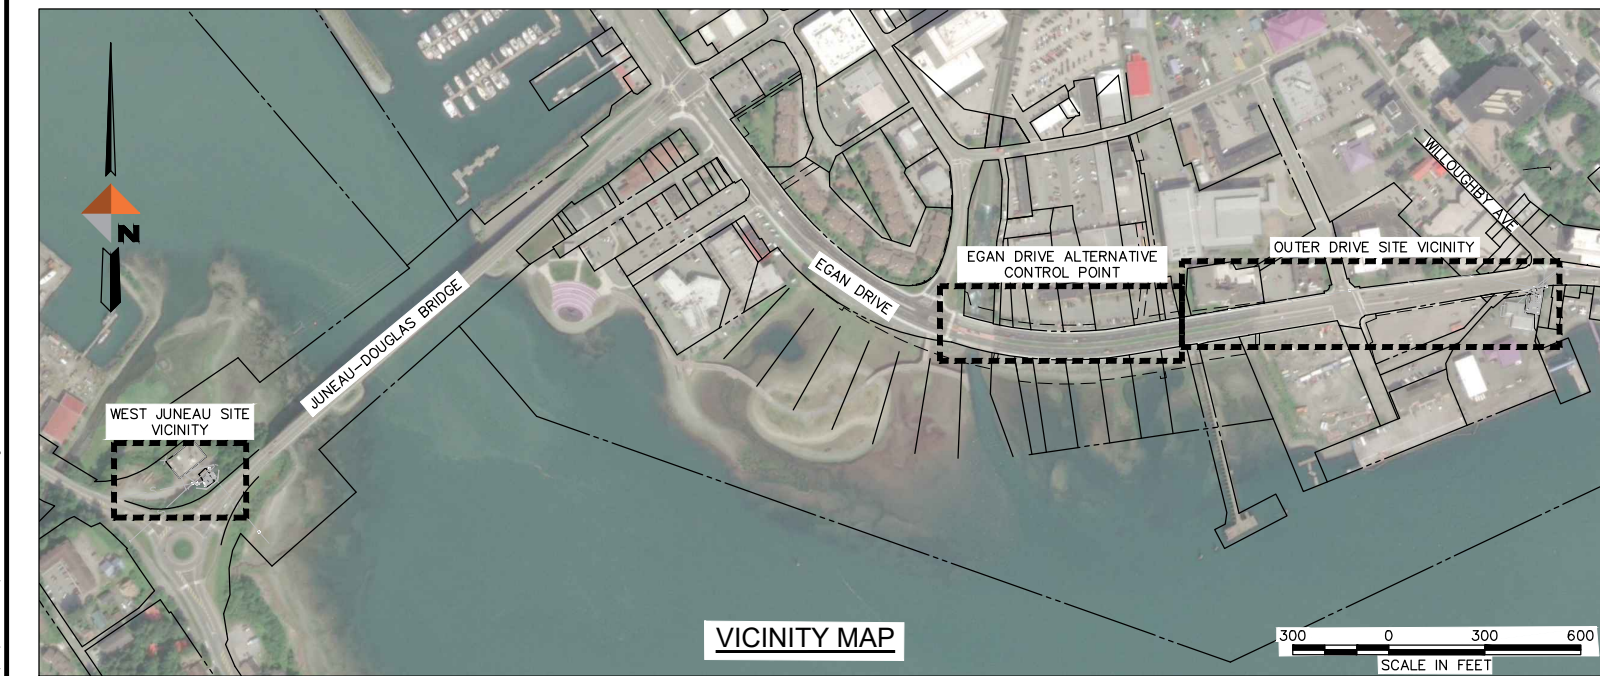 WILLOUGHBY AVE
OUTER DRIVE SITE VICINITY
EGAN DRIVE ALTERNATIVE
CONTROL POINT
EGAN DRIVE
JUNEAU-DOUGLAS BRIDGE
WEST JUNEAU SITE
VICINITY
N
VICINITY MAP
300 0 300 600
SCALE IN FEET